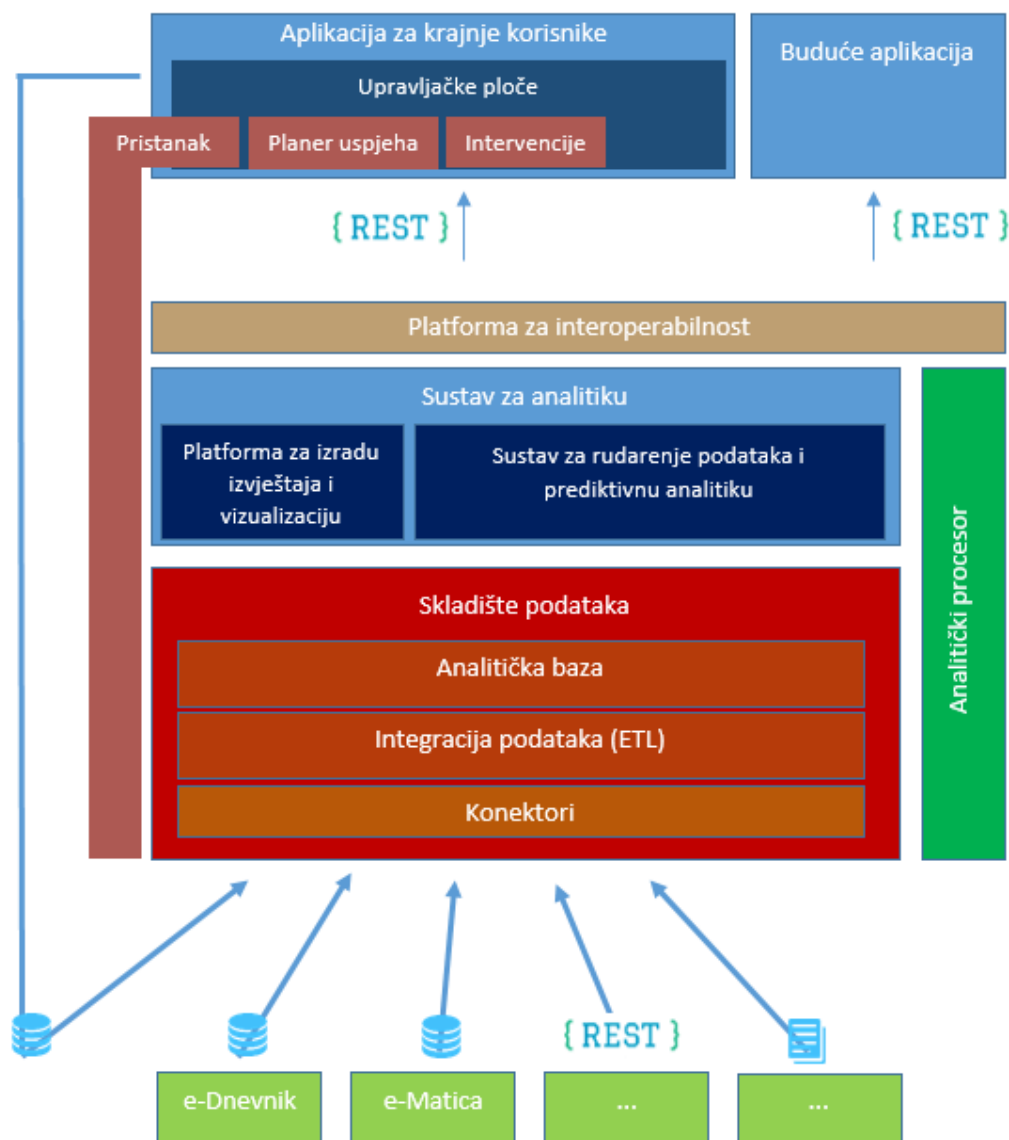 Aplikacija za krajnje korisnike
Buduće aplikacija
Upravljačke ploče
Pristanak
Planer uspjeha
Intervencije
{ REST }
{ REST }
Platforma za interoperabilnost
Sustav za analitiku
Platforma za izradu
izvještaja i
vizualizaciju
Sustav za rudarenje podataka i
prediktivnu analitiku
Analitički procesor
Skladište podataka
Analitička baza
Integracija podataka (ETL)
Konektori
{ REST }
e-Dnevnik
e-Matica
...
...